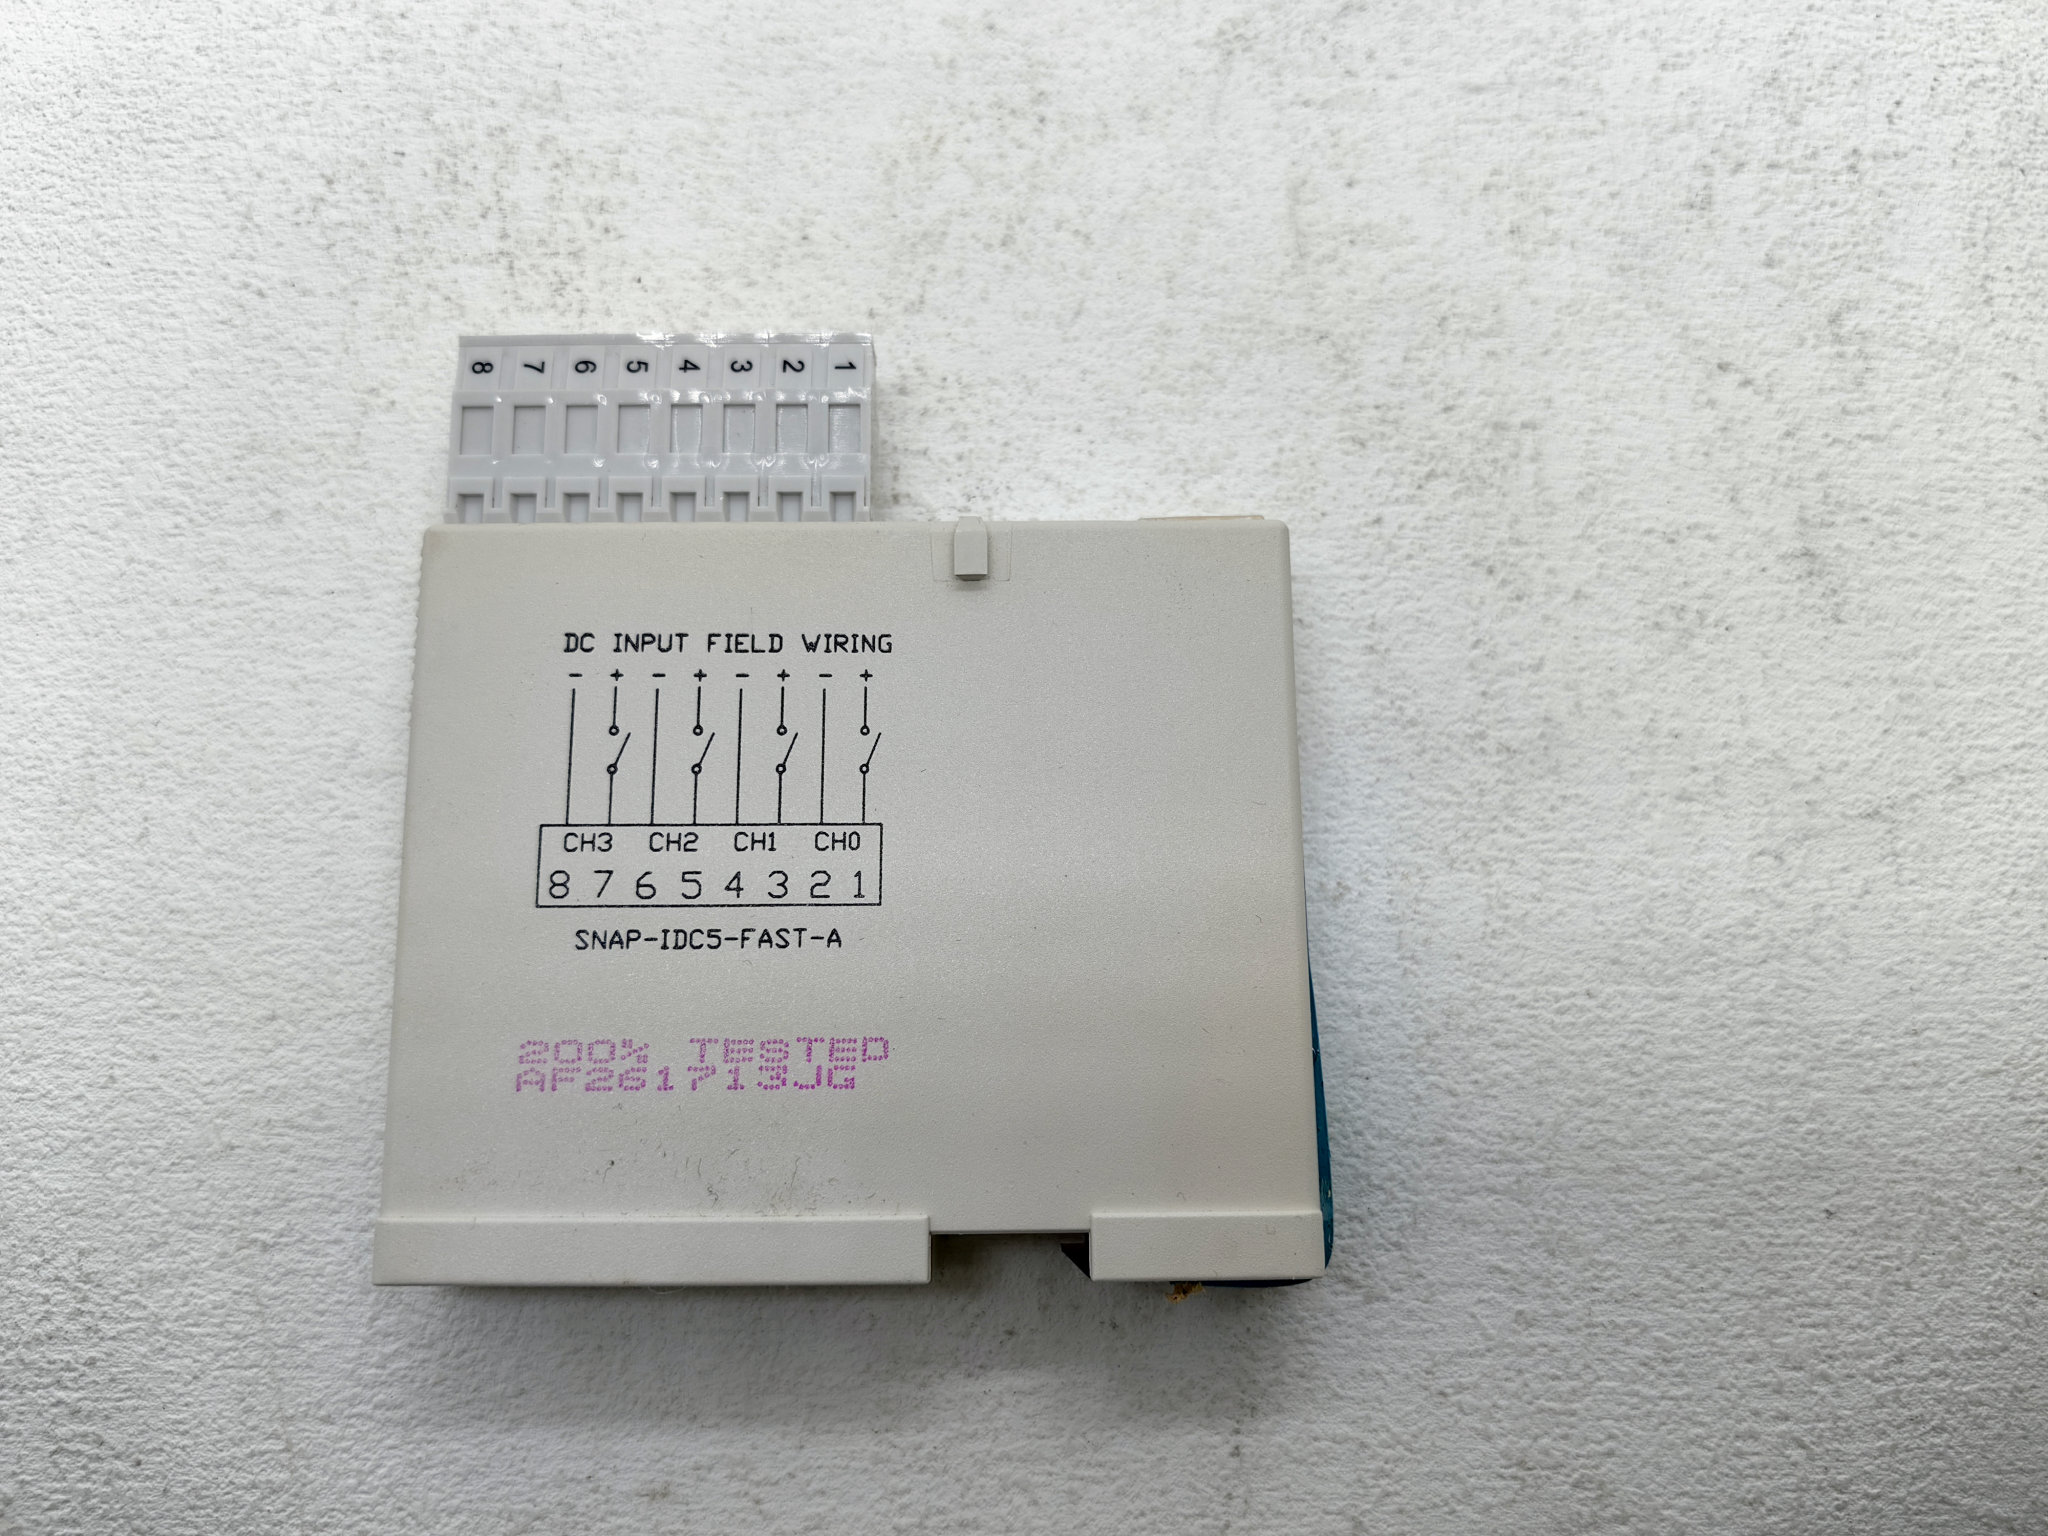 8 7 6 5 4 3 2 1
DC INPUT FIELD WIRING
- + - + - + - +
CH3 CH2 CH1 CH0
8 7 6 5 4 3 2 1
SNAP-IDC5-FAST-A
200% TESTED
AF261713JG